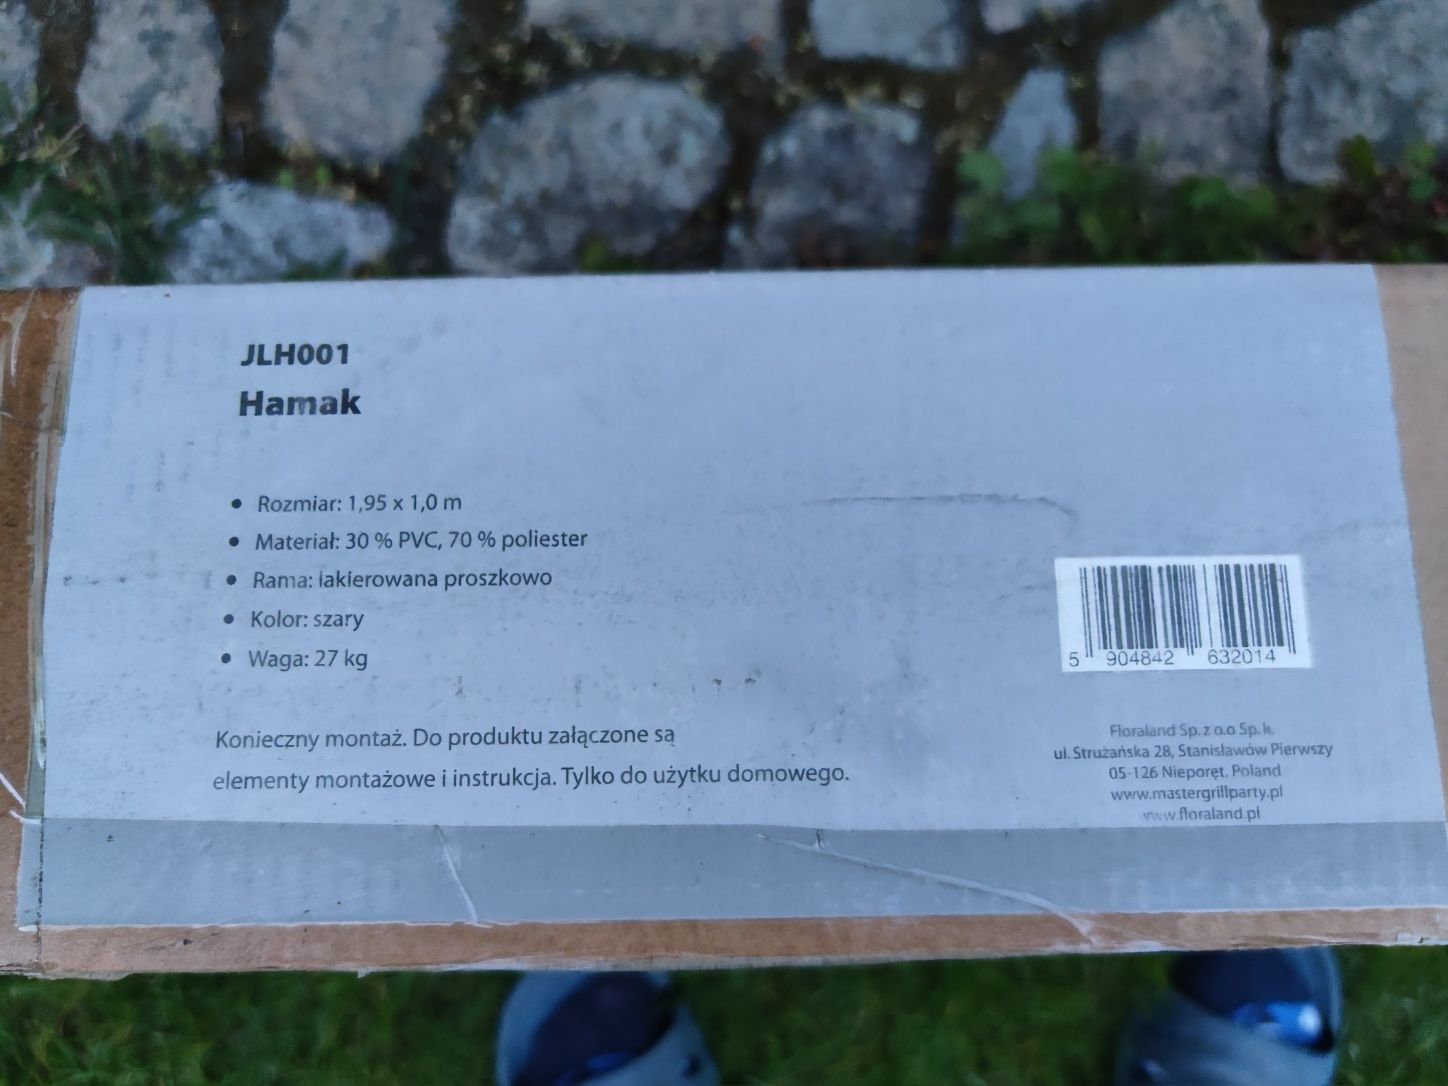 JLH001
Hamak
• Rozmiar: 1,95 x 1,0 m
• Materiał: 30 % PVC, 70 % poliester
• Rama: lakierowana proszkowo
• Kolor: szary
• Waga: 27 kg
Konieczny montaż. Do produktu załączone są
elementy montażowe i instrukcja. Tylko do użytku domowego.
5 904842 632014
Floraland Sp. z o.o Sp. k.
ul. Strużańska 28, Stanisławów Pierwszy
05-126 Nieporęt, Poland
www.mastergrillparty.pl
www.floraland.pl